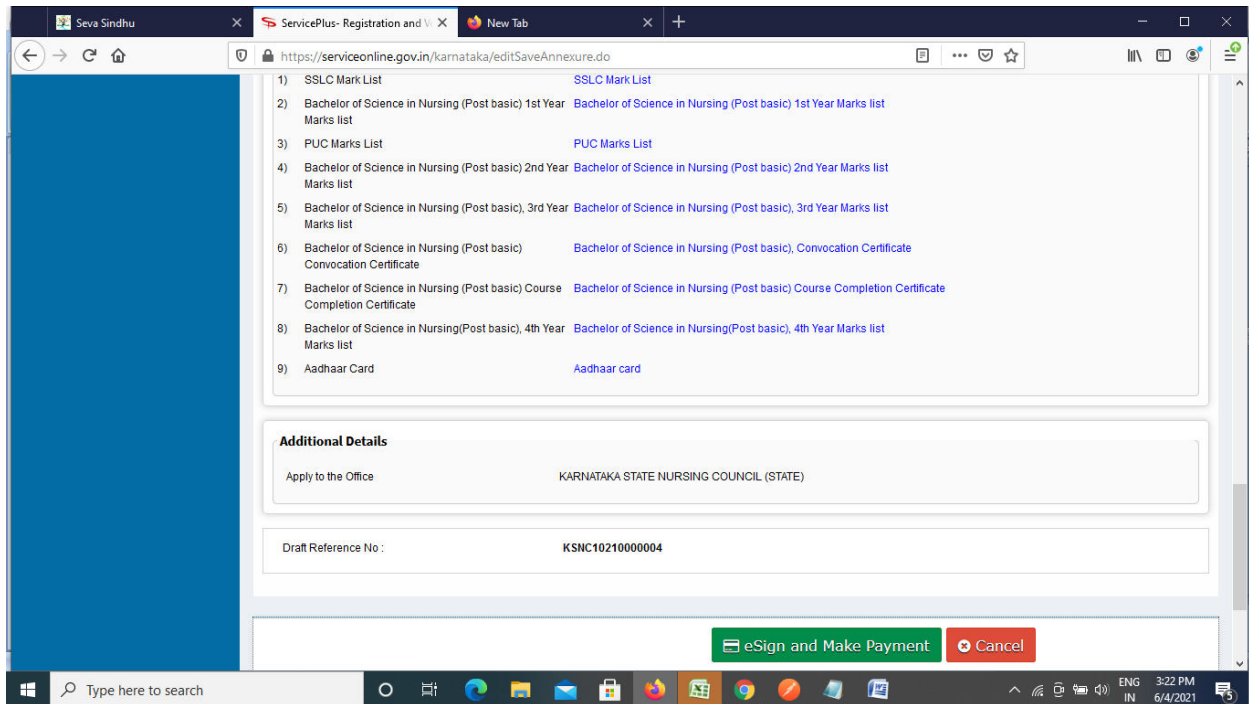 Seva Sindhu
ServicePlus- Registration and V
New Tab
https://serviceonline.gov.in/karnataka/editSaveAnnexure.do
1) SSLC Mark List SSLC Mark List
2) Bachelor of Science in Nursing (Post basic) 1st Year Bachelor of Science in Nursing (Post basic) 1st Year Marks list
Marks list
3) PUC Marks List PUC Marks List
4) Bachelor of Science in Nursing (Post basic) 2nd Year Bachelor of Science in Nursing (Post basic) 2nd Year Marks list
Marks list
5) Bachelor of Science in Nursing (Post basic), 3rd Year Bachelor of Science in Nursing (Post basic), 3rd Year Marks list
Marks list
6) Bachelor of Science in Nursing (Post basic) Bachelor of Science in Nursing (Post basic), Convocation Certificate
Convocation Certificate
7) Bachelor of Science in Nursing (Post basic) Course Bachelor of Science in Nursing (Post basic) Course Completion Certificate
Completion Certificate
8) Bachelor of Science in Nursing(Post basic), 4th Year Bachelor of Science in Nursing(Post basic), 4th Year Marks list
Marks list
9) Aadhaar Card Aadhaar card
Additional Details
Apply to the Office KARNATAKA STATE NURSING COUNCIL (STATE)
Draft Reference No : KSNC10210000004
eSign and Make Payment Cancel
Type here to search
ENG 3:22 PM
IN 6/4/2021